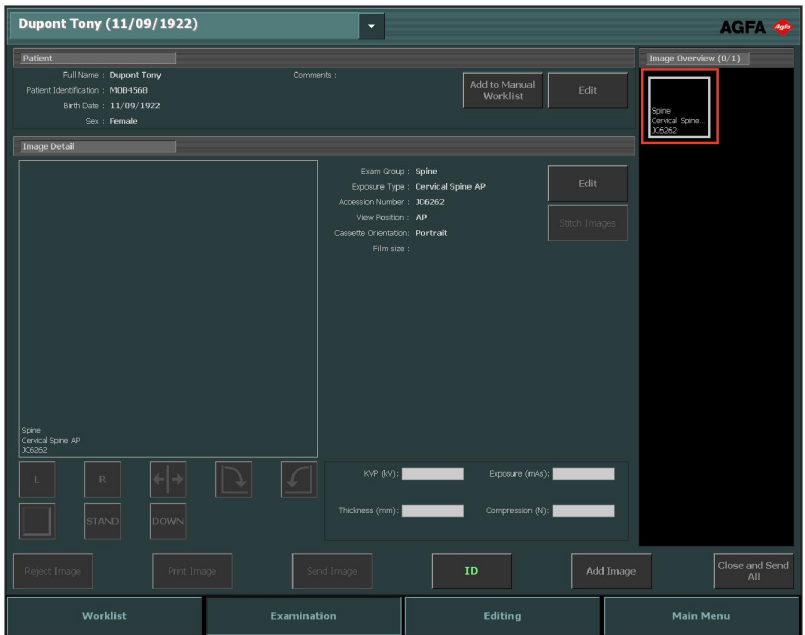 Dupont Tony (11/09/1922)
AGFA
Agfa
Patient
Full Name : Dupont Tony
Patient Identification : MOB456B
Birth Date : 11/09/1922
Sex : Female
Comments :
Add to Manual
Worklist
Edit
Image Overview (0/1)
Spine
Cervical Spine...
JC6262
Image Detail
Spine
Cervical Spine AP
JC6262
Exam Group : Spine
Exposure Type : Cervical Spine AP
Accession Number : JC6262
View Position : AP
Cassette Orientation: Portrait
Film size :
Edit
Stitch Images
L
R
STAND
DOWN
KVP (kV):
Exposure (mAs):
Thickness (mm):
Compression (N):
Reject Image
Print Image
Send Image
ID
Add Image
Close and Send
All
Worklist
Examination
Editing
Main Menu